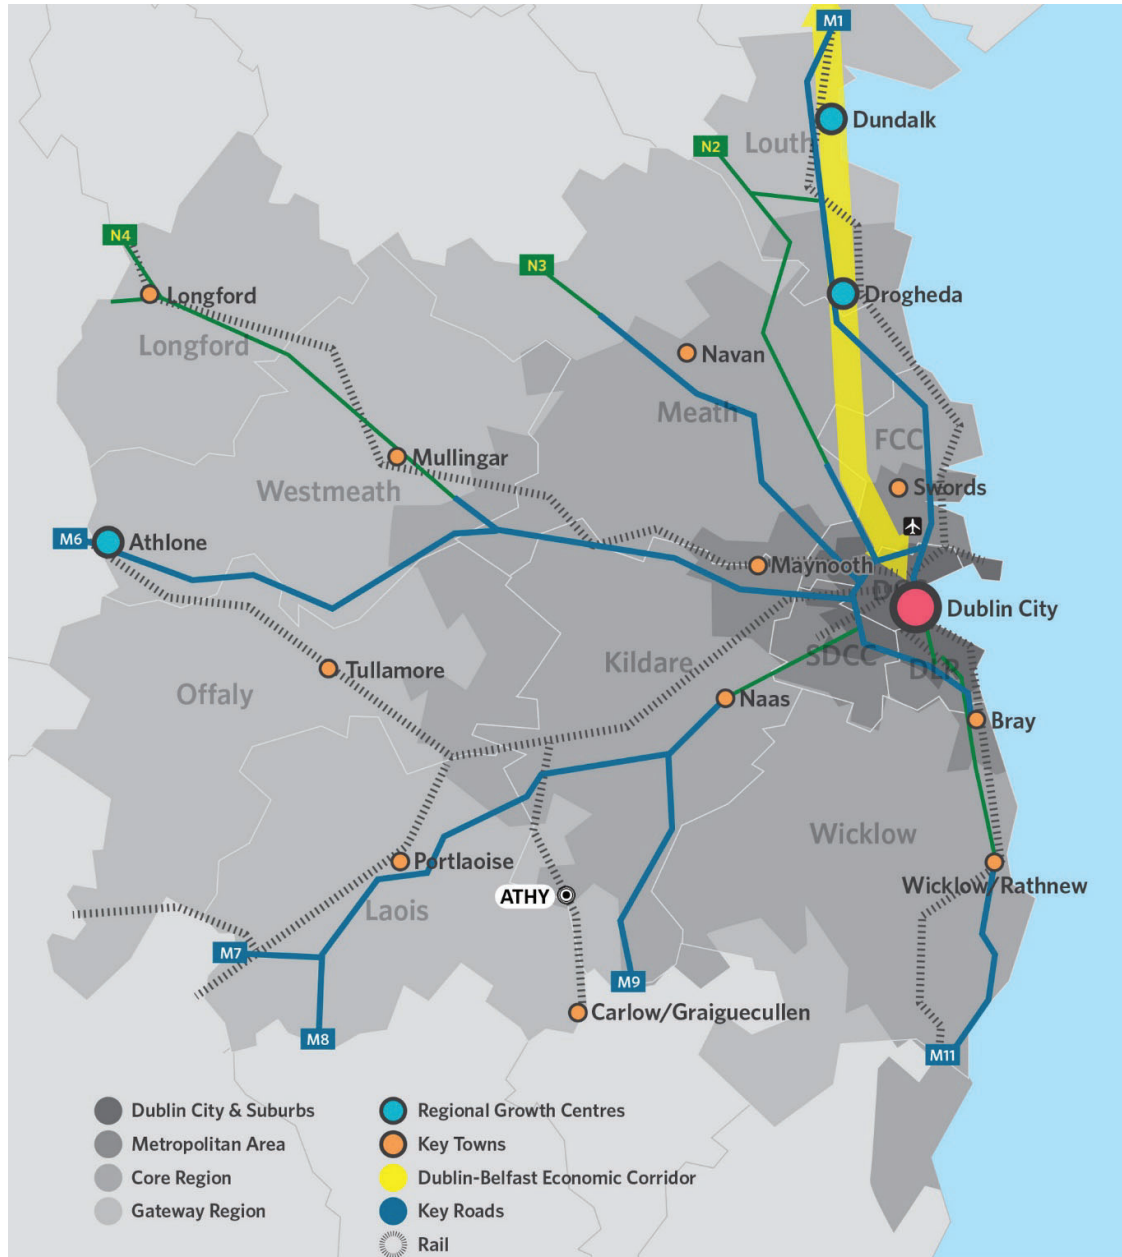 M1
Dundalk
Louth
N2
N4
N3
Longford
Drogheda
Longford
Navan
Meath
FCC
Mullingar
Swords
Westmeath
M6
Athlone
Maynooth
Dublin City
Kildare
SDCC
DLR
Tullamore
Offaly
Naas
Bray
Wicklow
Portlaoise
Wicklow/Rathnew
ATHY
Laois
M7
M9
Carlow/Graiguecullen
M8
M11
Dublin City & Suburbs
Metropolitan Area
Core Region
Gateway Region
Regional Growth Centres
Key Towns
Dublin-Belfast Economic Corridor
Key Roads
Rail